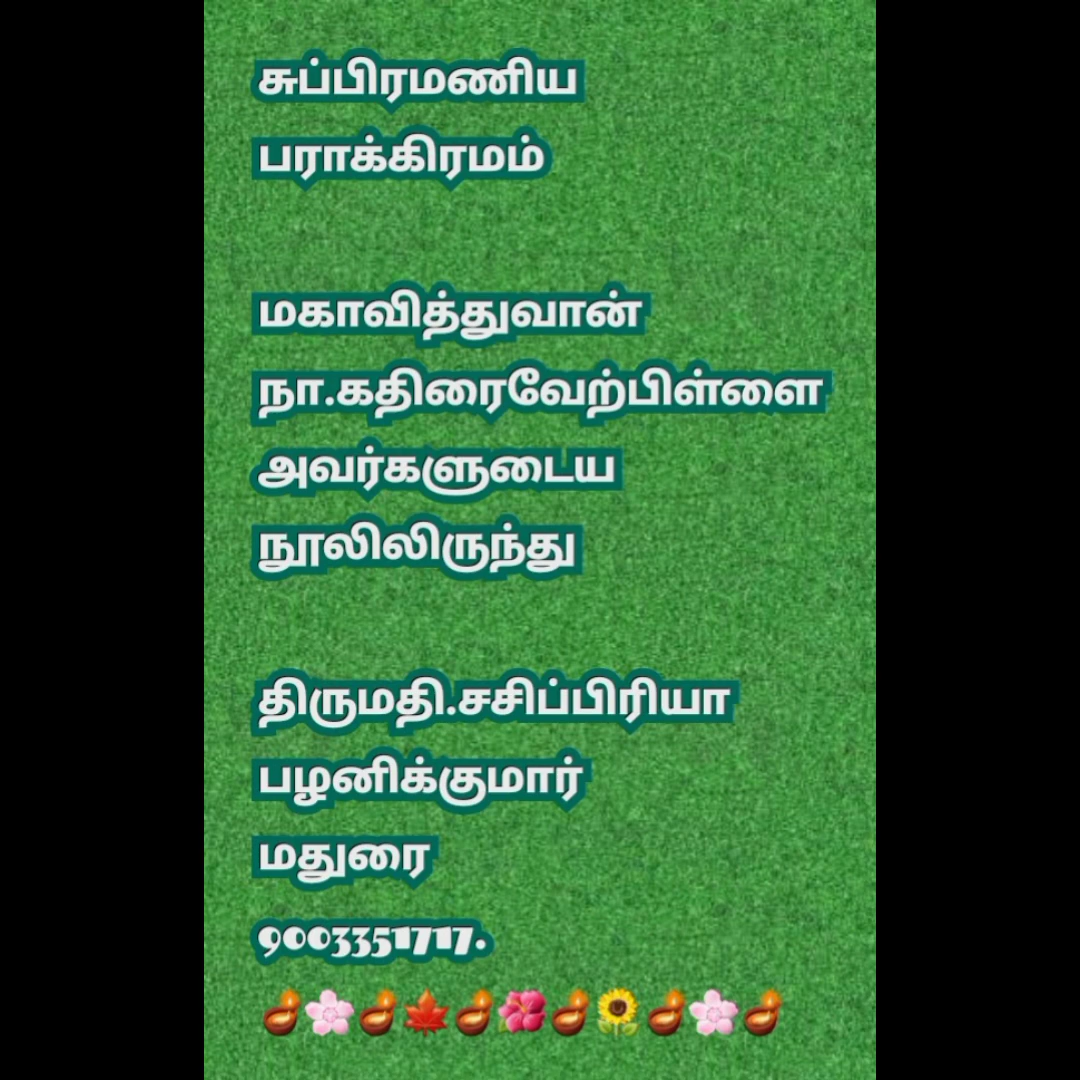 சுப்பிரமணிய
பராக்கிரமம்
மகாவித்துவான்
நா.கதிரைவேற்பிள்ளை
அவர்களுடைய
நூலிலிருந்து
திருமதி.சசிப்பிரியா
பழனிக்குமார்
மதுரை
9003351717.